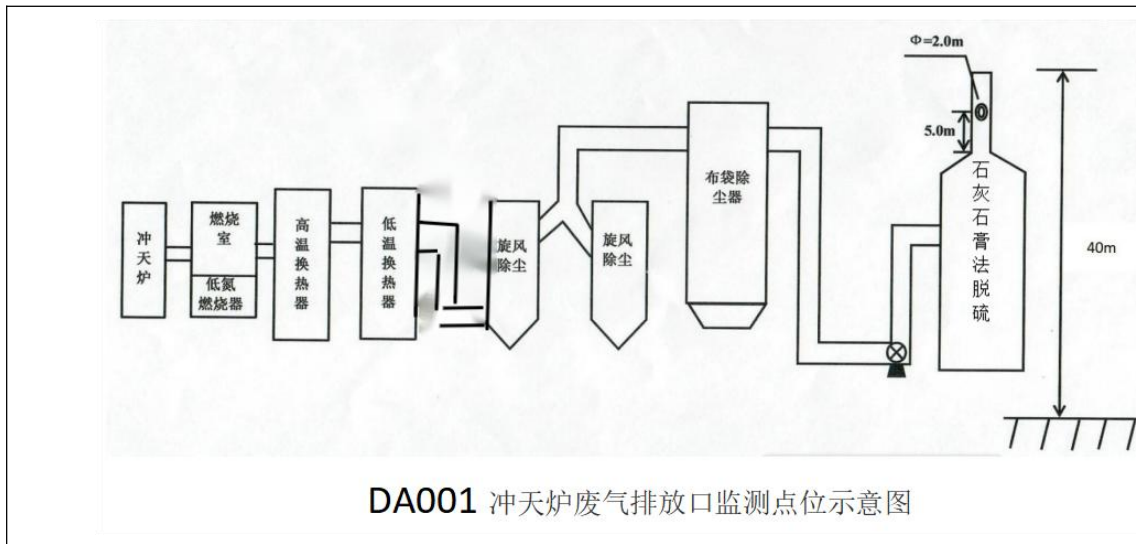 Φ=2.0m
5.0m
冲天炉
燃烧室
低氮燃烧器
高温换热器
低温换热器
旋风除尘
旋风除尘
布袋除尘器
石灰石膏法脱硫
40m
DA001 冲天炉废气排放口监测点位示意图